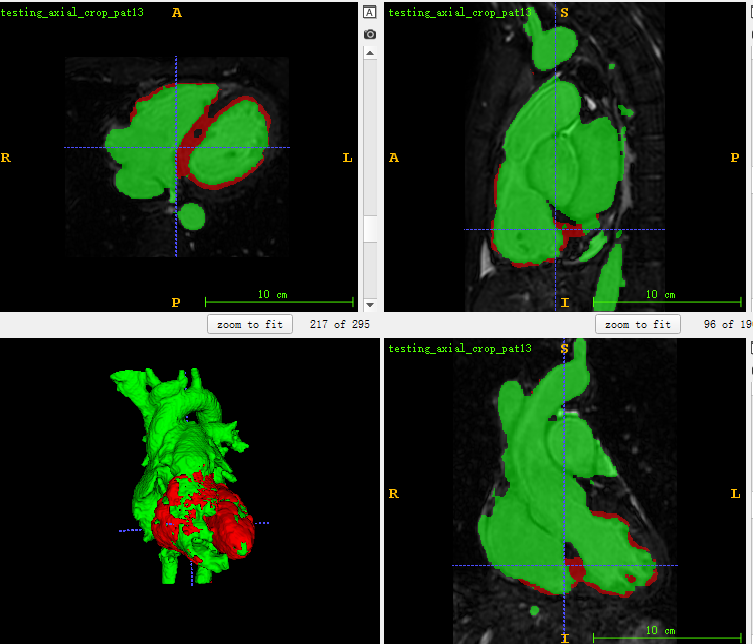 testing_axial_crop_pat13
A
A
R
L
P
10 cm
zoom to fit
217 of 295
testing_axial_crop_pat13
S
A
P
I
10 cm
zoom to fit
96 of 19
testing_axial_crop_pat13
S
R
L
I
10 cm